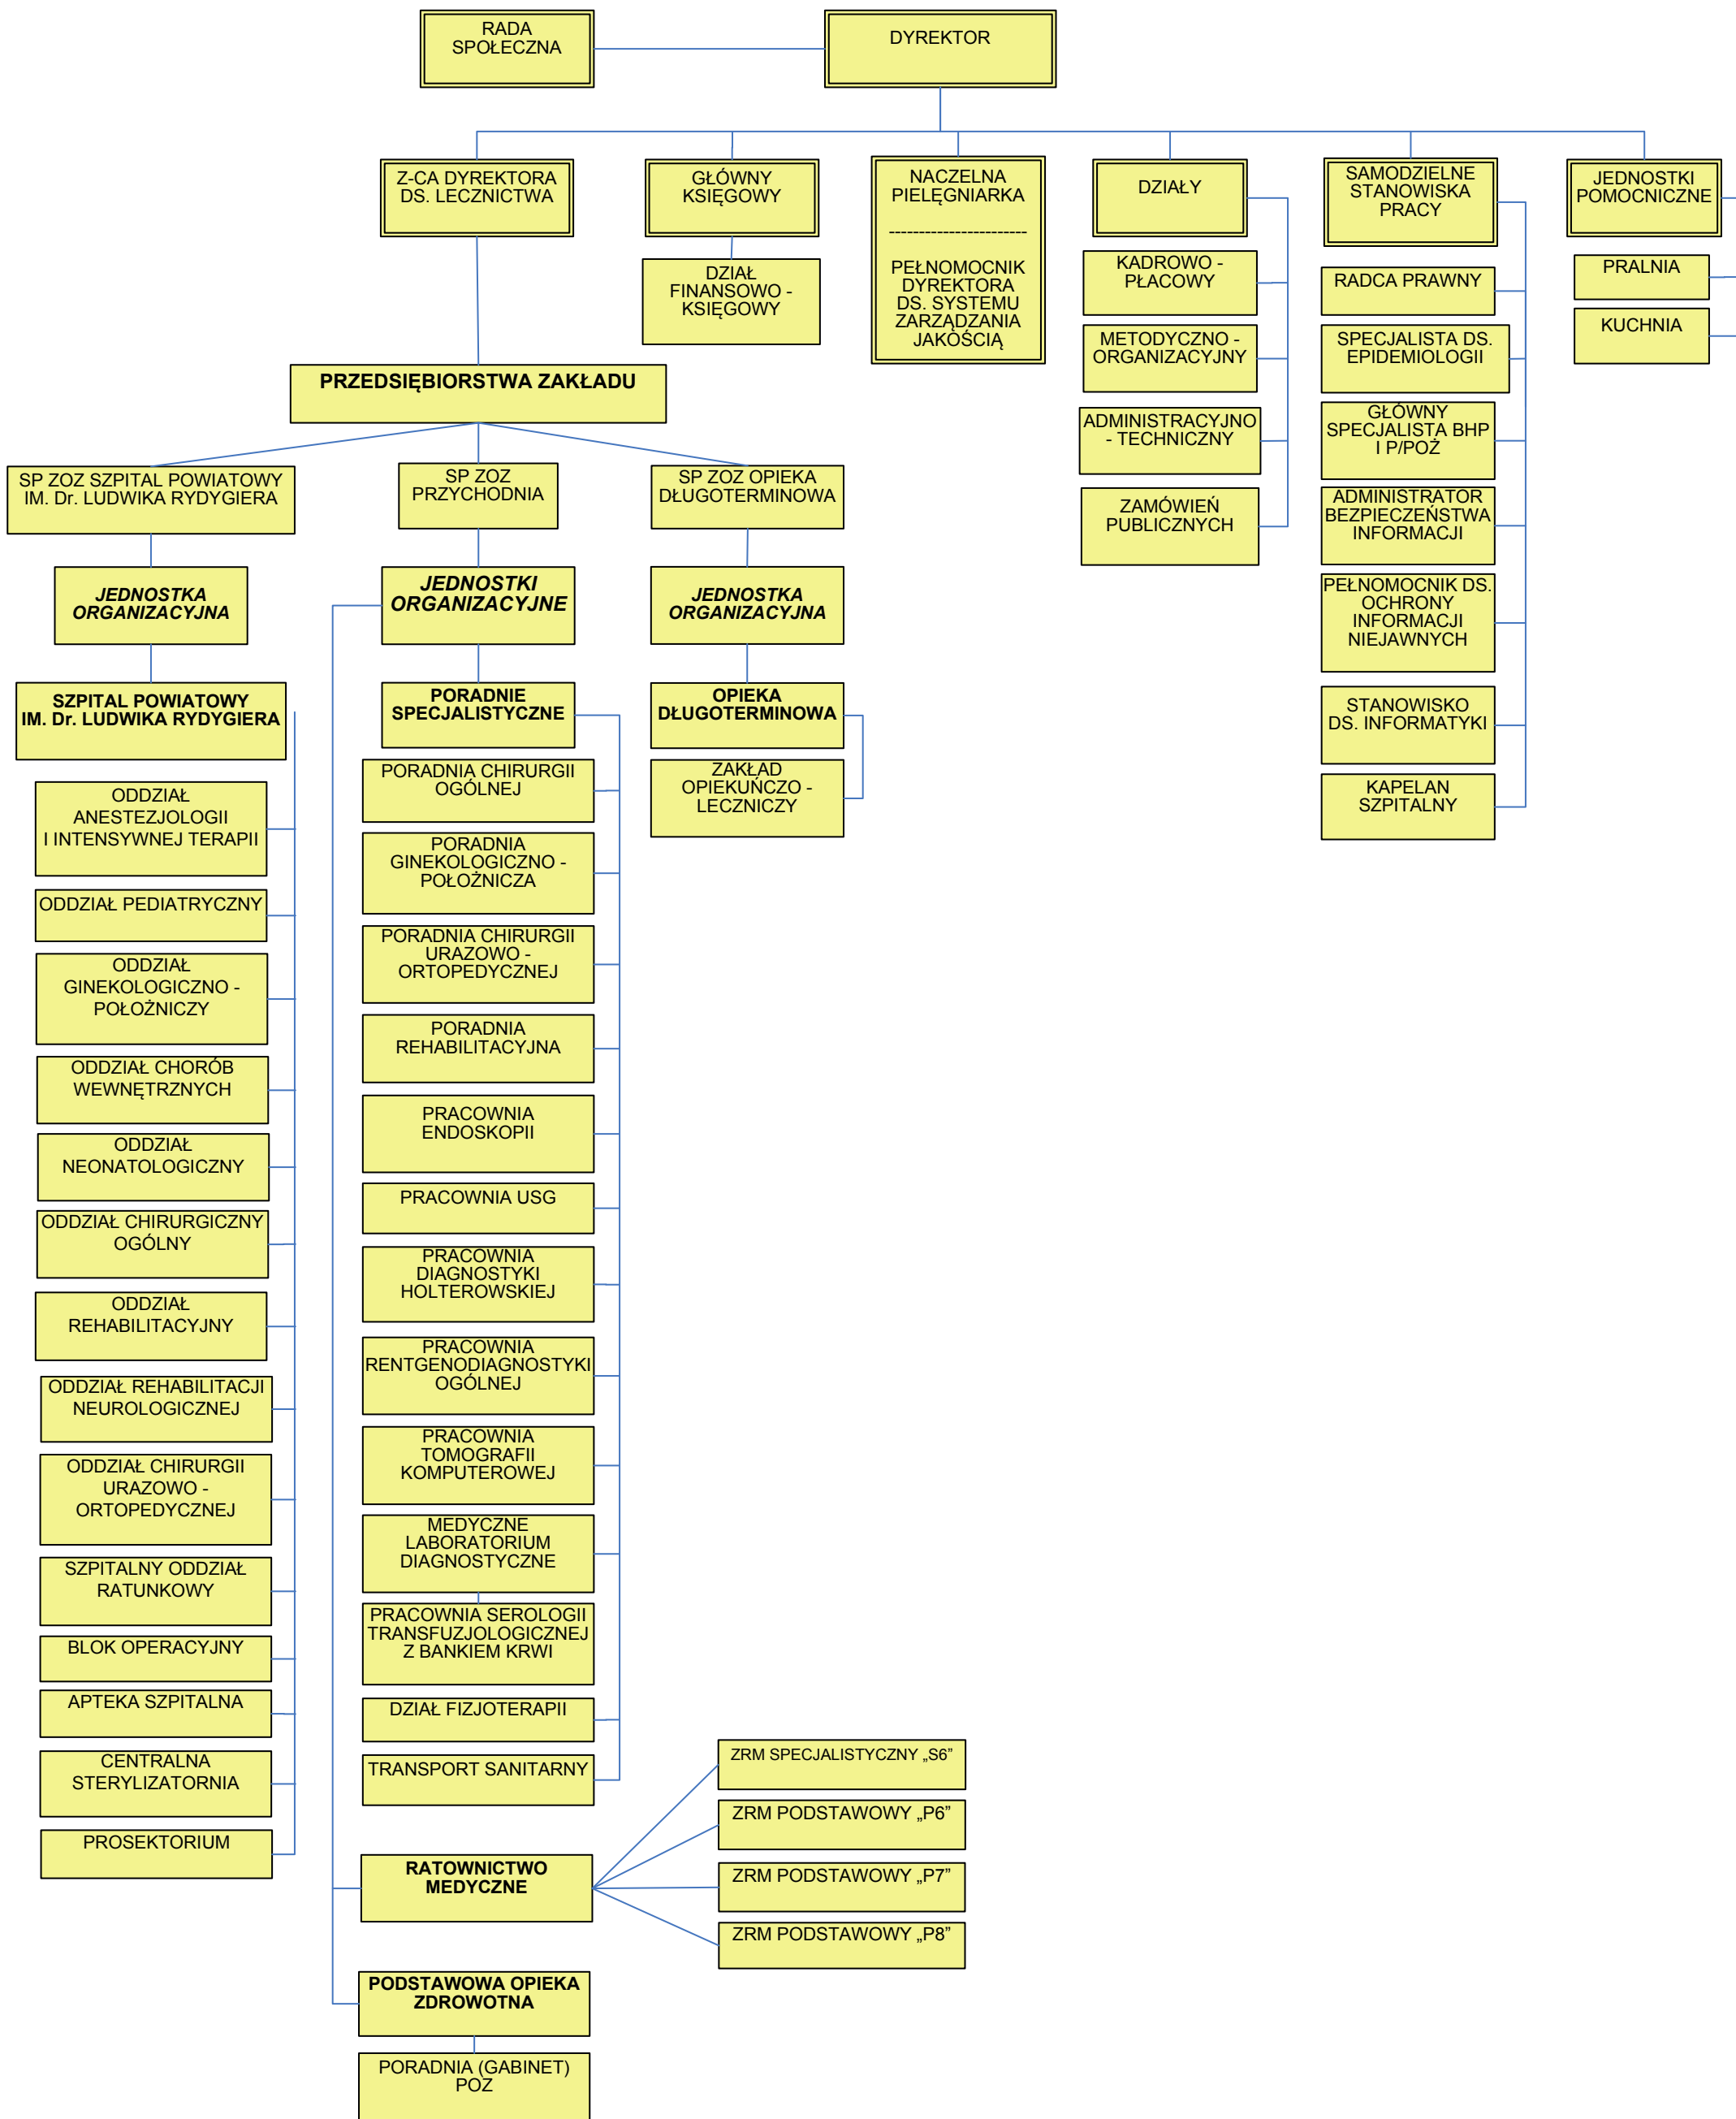 RADA
SPOŁECZNA
DYREKTOR
Z-CA DYREKTORA
DS. LECZNICTWA
GŁÓWNY
KSIĘGOWY
DZIAŁ
FINANSOWO -
KSIĘGOWY
NACZELNA
PIELĘGNIARKA
-----------------------
PEŁNOMOCNIK
DYREKTORA
DS. SYSTEMU
ZARZĄDZANIA
JAKOŚCIĄ
DZIAŁY
KADROWO -
PŁACOWY
METODYCZNO -
ORGANIZACYJNY
ADMINISTRACYJNO
- TECHNICZNY
ZAMÓWIEŃ
PUBLICZNYCH
SAMODZIELNE
STANOWISKA
PRACY
RADCA PRAWNY
SPECJALISTA DS.
EPIDEMIOLOGII
GŁÓWNY
SPECJALISTA BHP
I P/POŻ
ADMINISTRATOR
BEZPIECZEŃSTWA
INFORMACJI
PEŁNOMOCNIK DS.
OCHRONY
INFORMACJI
NIEJAWNYCH
STANOWISKO
DS. INFORMATYKI
KAPELAN
SZPITALNY
JEDNOSTKI
POMOCNICZNE
PRALNIA
KUCHNIA
PRZEDSIĘBIORSTWA ZAKŁADU
SP ZOZ SZPITAL POWIATOWY
IM. Dr. LUDWIKA RYDYGIERA
JEDNOSTKA
ORGANIZACYJNA
SZPITAL POWIATOWY
IM. Dr. LUDWIKA RYDYGIERA
ODDZIAŁ
ANESTEZJOLOGII
I INTENSYWNEJ TERAPII
ODDZIAŁ PEDIATRYCZNY
ODDZIAŁ
GINEKOLOGICZNO -
POŁOŻNICZY
ODDZIAŁ CHORÓB
WEWNĘTRZNYCH
ODDZIAŁ
NEONATOLOGICZNY
ODDZIAŁ CHIRURGICZNY
OGÓLNY
ODDZIAŁ
REHABILITACYJNY
ODDZIAŁ REHABILITACJI
NEUROLOGICZNEJ
ODDZIAŁ CHIRURGII
URAZOWO -
ORTOPEDYCZNEJ
SZPITALNY ODDZIAŁ
RATUNKOWY
BLOK OPERACYJNY
APTEKA SZPITALNA
CENTRALNA
STERYLIZATORNIA
PROSEKTORIUM
SP ZOZ
PRZYCHODNIA
JEDNOSTKI
ORGANIZACYJNE
PORADNIE
SPECJALISTYCZNE
PORADNIA CHIRURGII
OGÓLNEJ
PORADNIA
GINEKOLOGICZNO -
POŁOŻNICZA
PORADNIA CHIRURGII
URAZOWO -
ORTOPEDYCZNEJ
PORADNIA
REHABILITACYJNA
PRACOWNIA
ENDOSKOPII
PRACOWNIA USG
PRACOWNIA
DIAGNOSTYKI
HOLTEROWSKIEJ
PRACOWNIA
RENTGENODIAGNOSTYKI
OGÓLNEJ
PRACOWNIA
TOMOGRAFII
KOMPUTEROWEJ
MEDYCZNE
LABORATORIUM
DIAGNOSTYCZNE
PRACOWNIA SEROLOGII
TRANSFUZJOLOGICZNEJ
Z BANKIEM KRWI
DZIAŁ FIZJOTERAPII
TRANSPORT SANITARNY
SP ZOZ OPIEKA
DŁUGOTERMINOWA
JEDNOSTKA
ORGANIZACYJNA
OPIEKA
DŁUGOTERMINOWA
ZAKŁAD
OPIEKUŃCZO -
LECZNICZY
RATOWNICTWO
MEDYCZNE
ZRM SPECJALISTYCZNY „S6”
ZRM PODSTAWOWY „P6”
ZRM PODSTAWOWY „P7”
ZRM PODSTAWOWY „P8”
PODSTAWOWA OPIEKA
ZDROWOTNA
PORADNIA (GABINET)
POZ